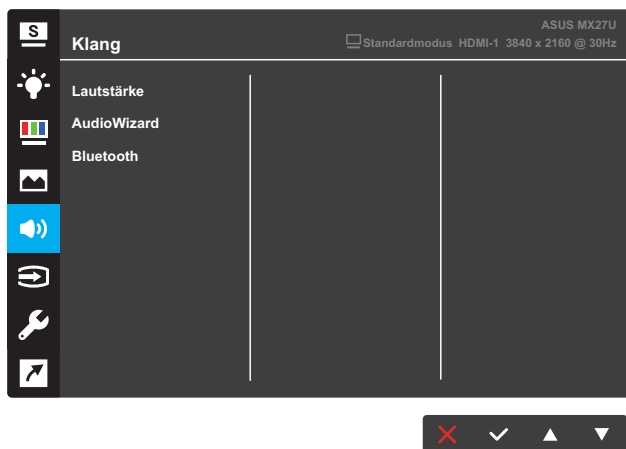 S
ASUS MX27U
Klang
Standardmodus HDMI-1 3840 x 2160 @ 30Hz
Lautstärke
AudioWizard
Bluetooth